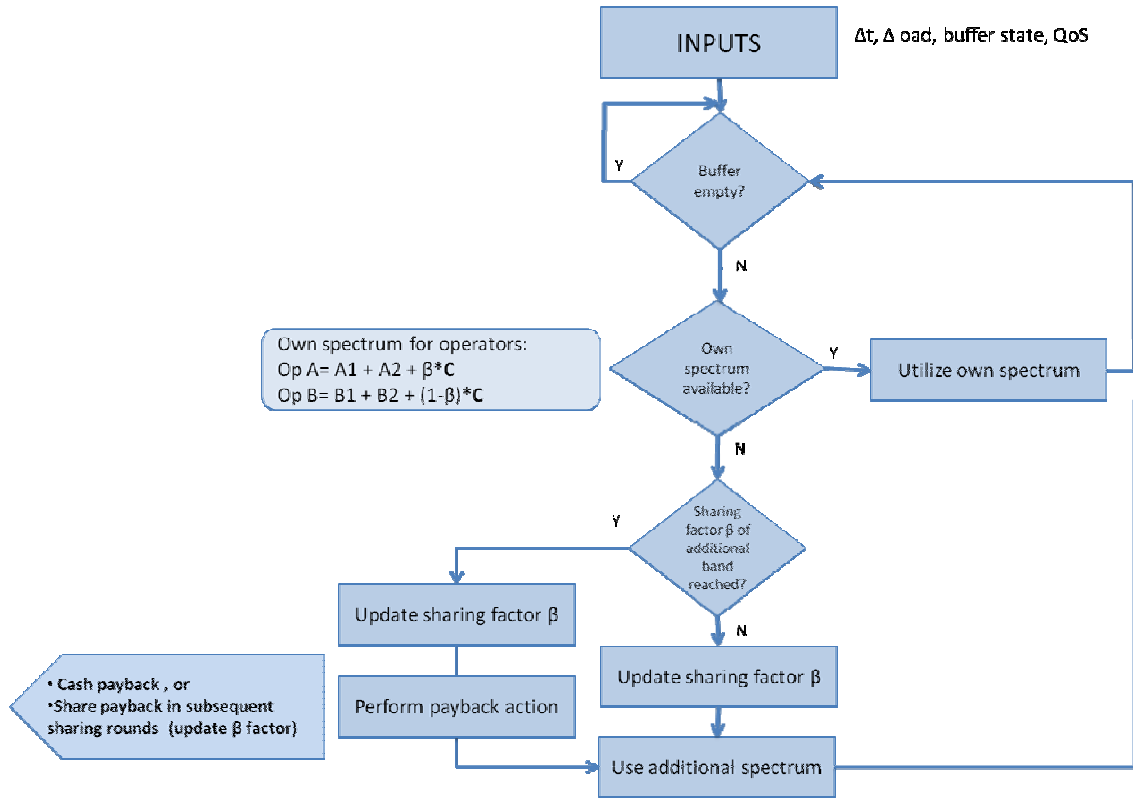 INPUTS
Δt, Δ oad, buffer state, QoS
Buffer
empty?
Y
N
Own spectrum for operators:
Op A= A1 + A2 + β*C
Op B= B1 + B2 + (1-β)*C
Own
spectrum
available?
Y
Utilize own spectrum
N
Sharing
factor β of
additional
band
reached?
Y
N
Update sharing factor β
Update sharing factor β
• Cash payback , or
•Share payback in subsequent
sharing rounds (update β factor)
Perform payback action
Use additional spectrum